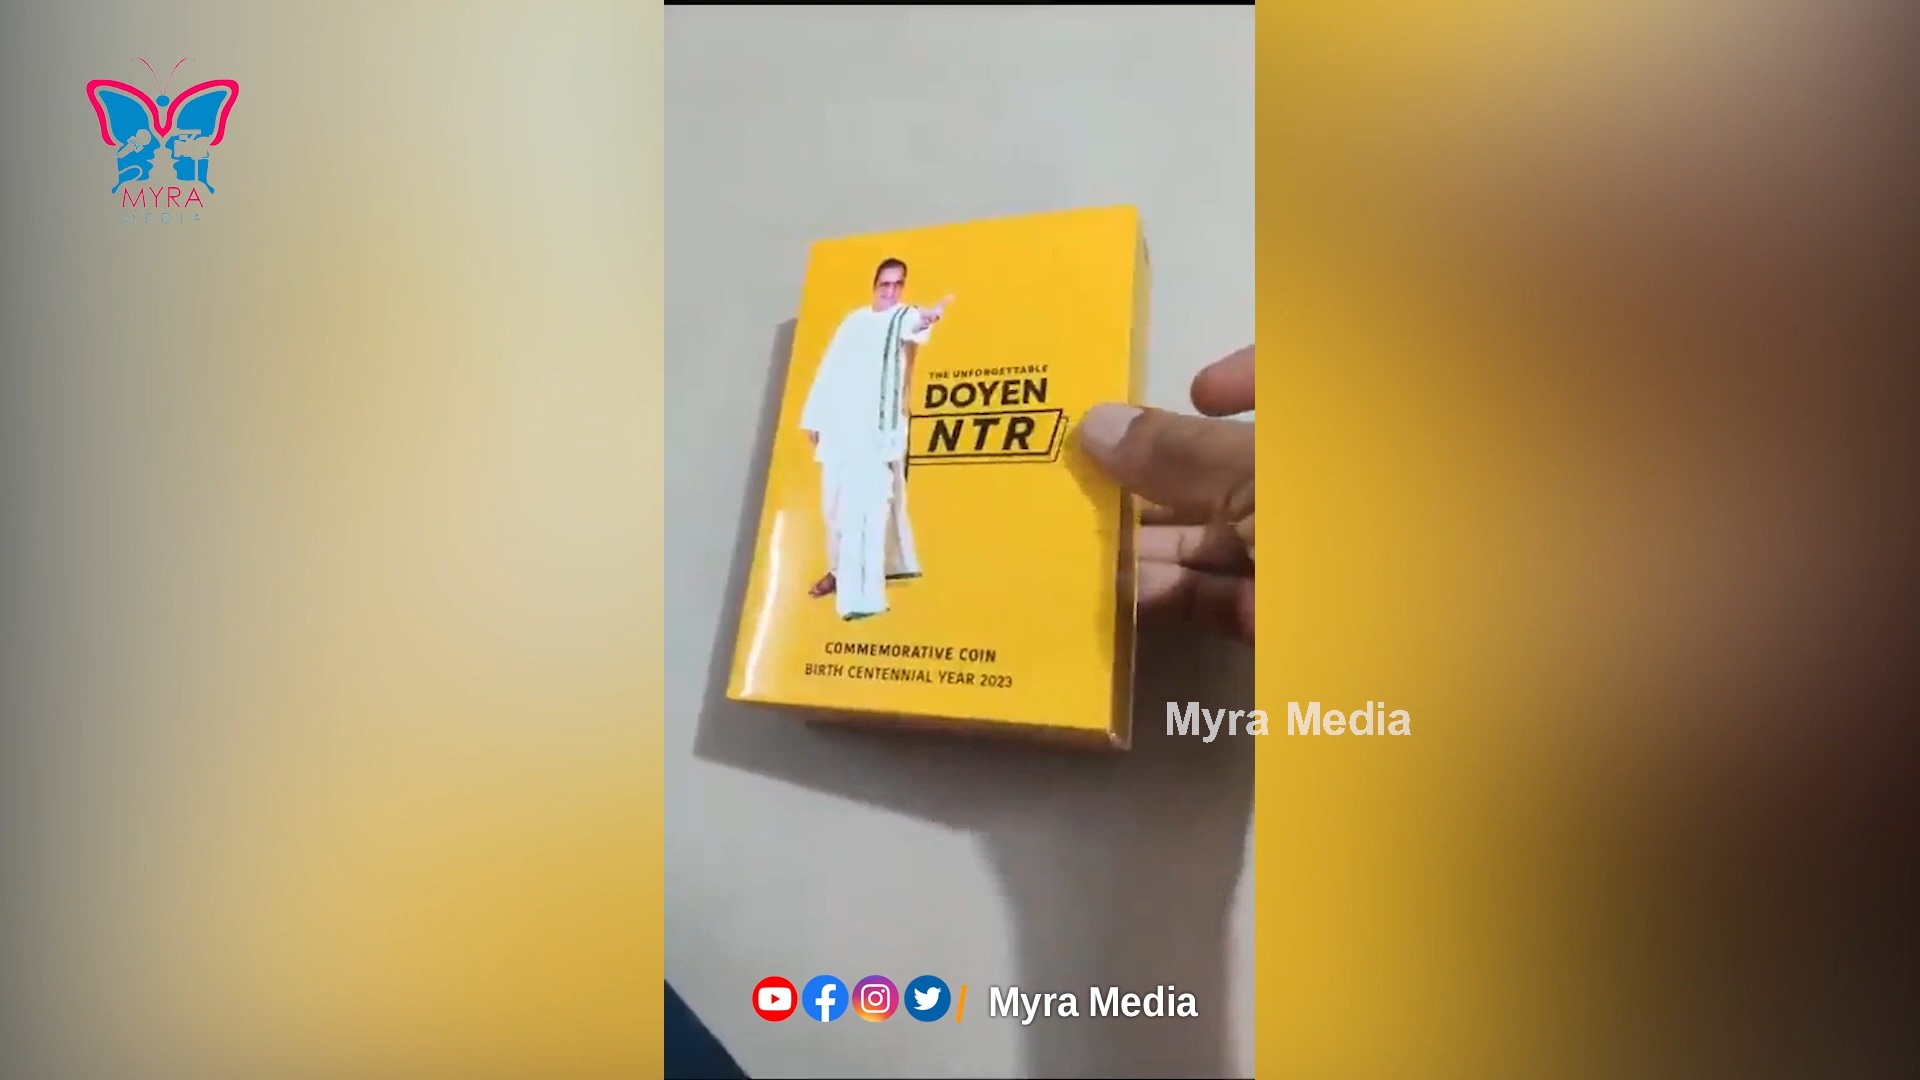 MYRA
MEDIA
THE UNFORGETTABLE
DOYEN
NTR
COMMEMORATIVE COIN
BIRTH CENTENNIAL YEAR 2023
Myra Media
/ Myra Media